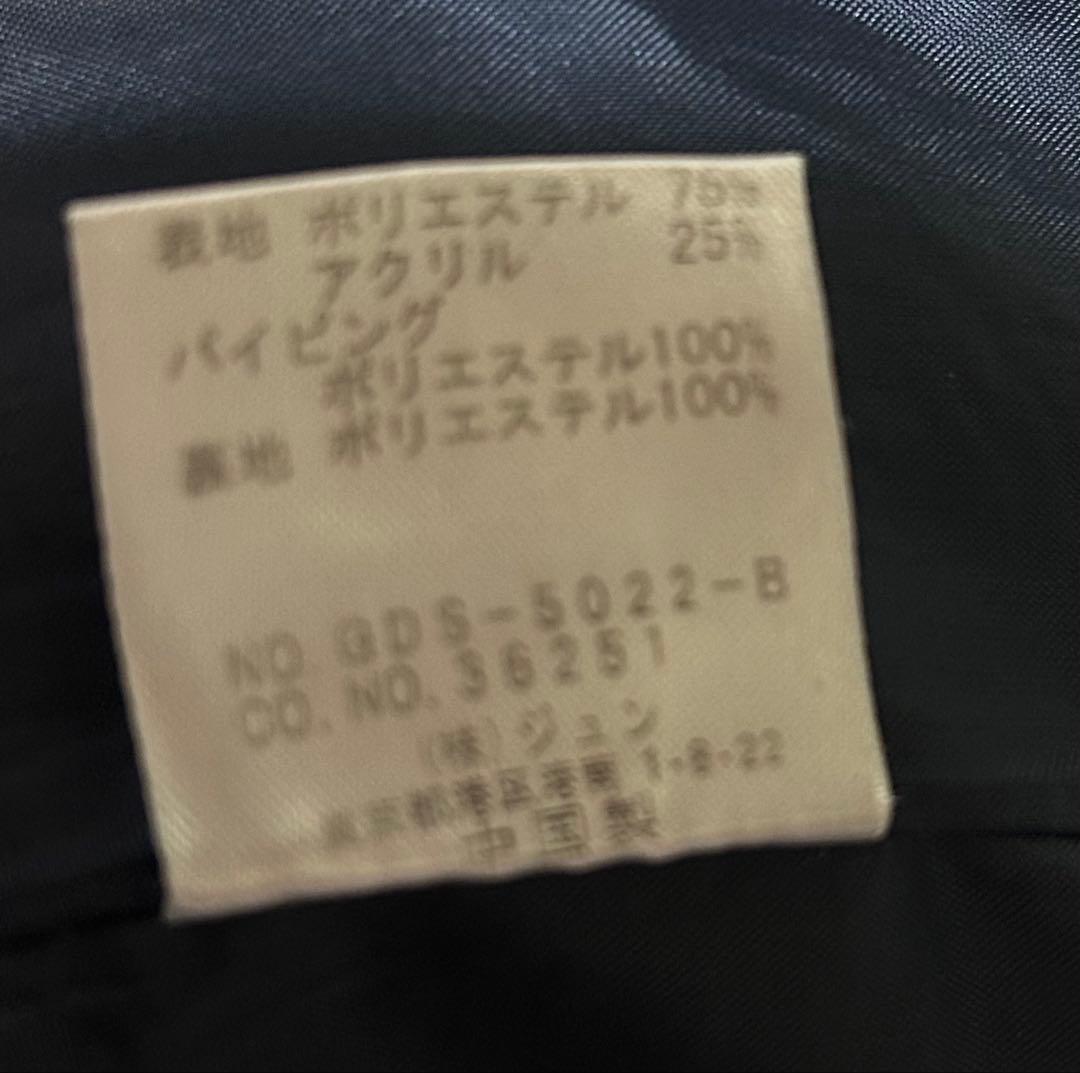 表地 ポリエステル 75%
アクリル 25%
パイピング
ポリエステル100%
裏地 ポリエステル100%
NO GDS-5022-B
CO. NO. 36251
(株)ジュン
東京都港区港南 1-8-22
中国製